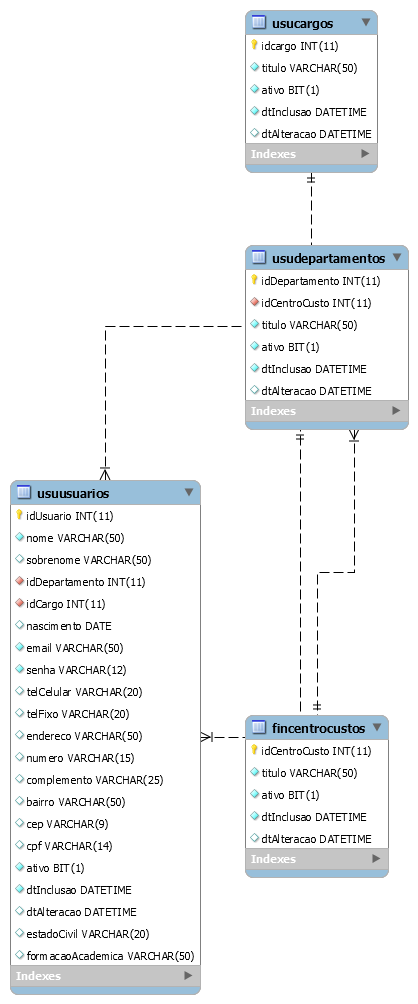 usucargos
idcargo INT(11)
titulo VARCHAR(50)
ativo BIT(1)
dtInclusao DATETIME
dtAlteracao DATETIME
Indexes
usudepartamentos
idDepartamento INT(11)
idCentroCusto INT(11)
titulo VARCHAR(50)
ativo BIT(1)
dtInclusao DATETIME
dtAlteracao DATETIME
Indexes
usuusuarios
idUsuario INT(11)
nome VARCHAR(50)
sobrenome VARCHAR(50)
idDepartamento INT(11)
idCargo INT(11)
nascimento DATE
email VARCHAR(50)
senha VARCHAR(12)
telCelular VARCHAR(20)
telFixo VARCHAR(20)
endereco VARCHAR(50)
numero VARCHAR(15)
complemento VARCHAR(25)
bairro VARCHAR(50)
cep VARCHAR(9)
cpf VARCHAR(14)
ativo BIT(1)
dtInclusao DATETIME
dtAlteracao DATETIME
estadoCivil VARCHAR(20)
formacaoAcademica VARCHAR(50)
Indexes
fincentrocustos
idCentroCusto INT(11)
titulo VARCHAR(50)
ativo BIT(1)
dtInclusao DATETIME
dtAlteracao DATETIME
Indexes